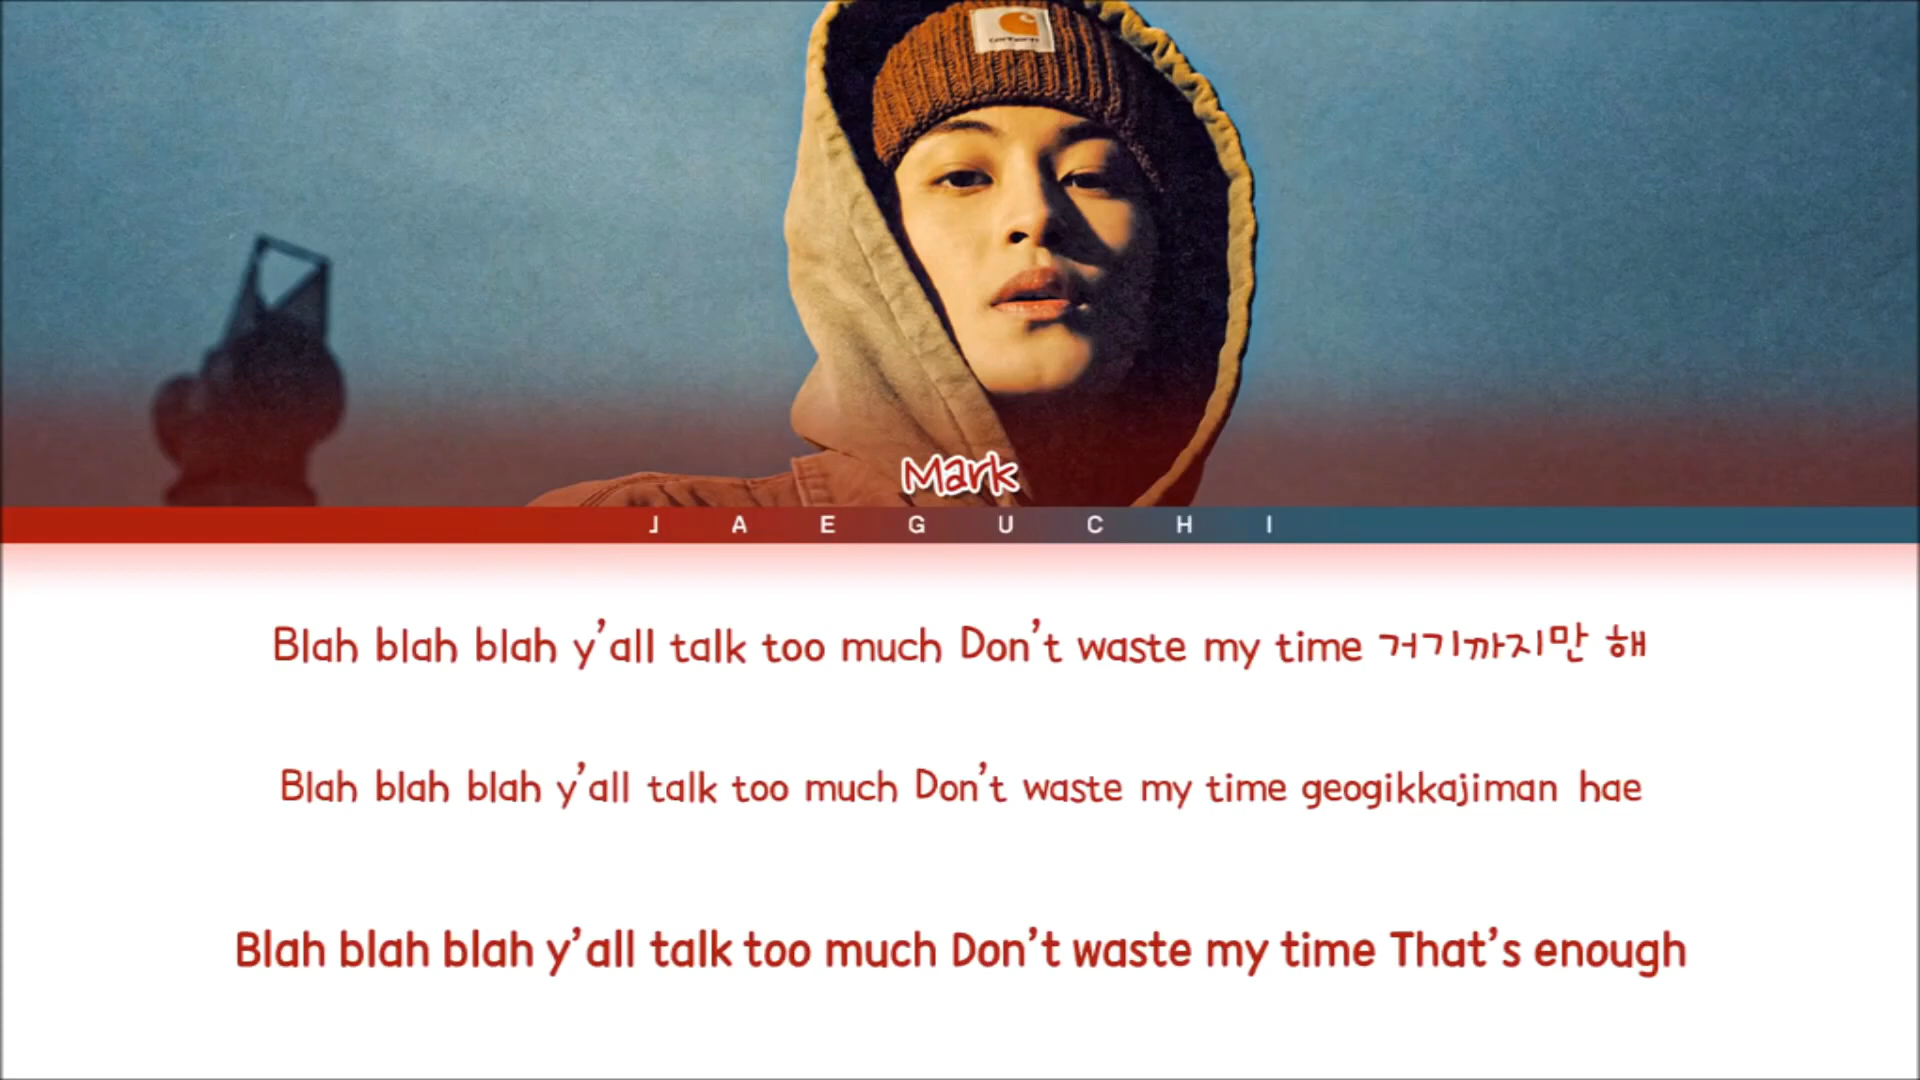 carhartt
Mark
JAEGUCHI
Blah blah blah y’all talk too much Don’t waste my time 거기까지만 해
Blah blah blah y’all talk too much Don’t waste my time geogikkajiman hae
Blah blah blah y’all talk too much Don’t waste my time That’s enough